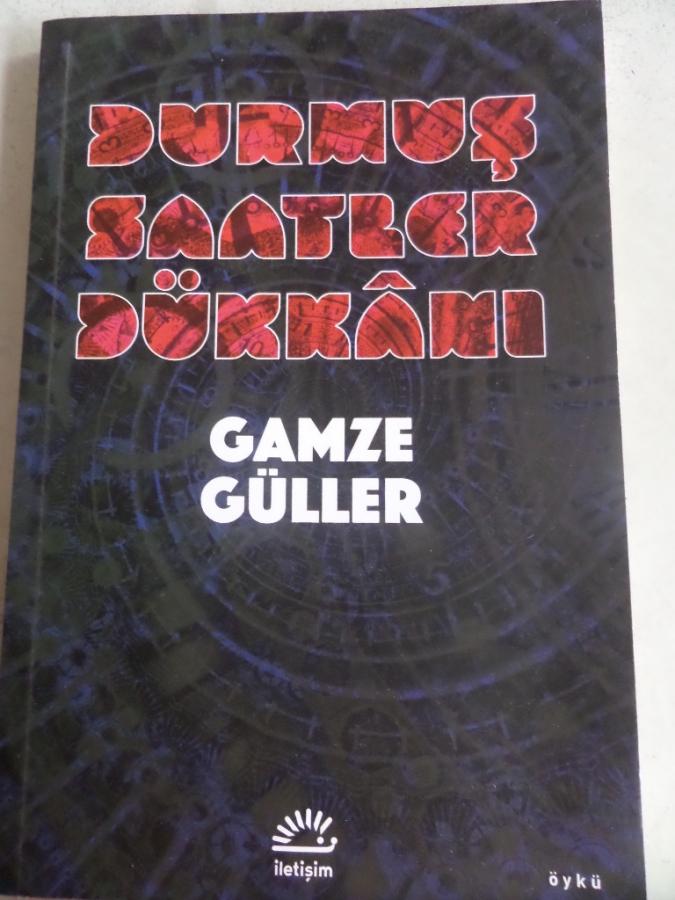 DURMUŞ
SAATLER
DÜKKÂNI
GAMZE
GÜLLER
iletişim
öykü